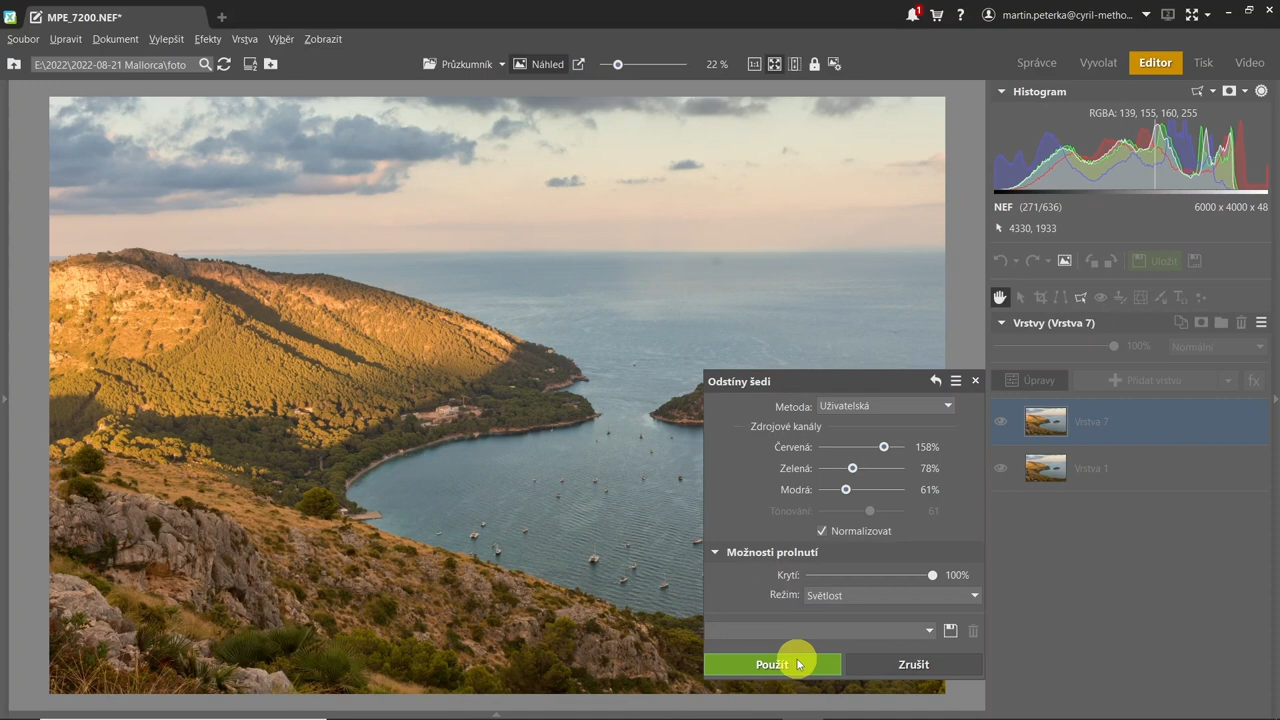 MPE_7200.NEF*
1
martin.peterka@cyril-metho...
Soubor Upravit Dokument Vylepšit Efekty Vrstva Výběr Zobrazit
E:\2022\2022-08-21 Mallorca\foto
Průzkumník
Náhled
22 %
Správce Vyvolat Editor Tisk Video
Histogram
RGBA: 139, 155, 160, 255
NEF (271/636) 6000 x 4000 x 48
4330, 1933
Uložit
Vrstvy (Vrstva 7)
100% Normální
Úpravy Přidat vrstvu fx
Vrstva 7
Vrstva 1
Odstíny šedi
Metoda: Uživatelská
Zdrojové kanály
Červená: 158%
Zelená: 78%
Modrá: 61%
Tónování: 61
Normalizovat
Možnosti prolnutí
Krytí: 100%
Režim: Světlost
Použít Zrušit